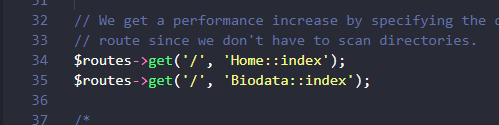 32 // We get a performance increase by specifying the
33 // route since we don't have to scan directories.
34 $routes->get('/', 'Home::index');
35 $routes->get('/', 'Biodata::index');
36
37 /*